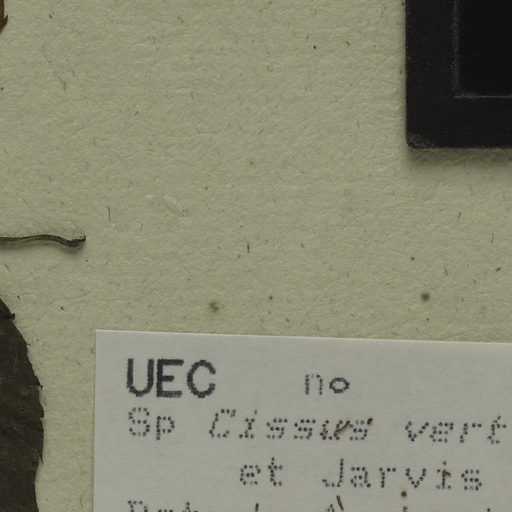 UEC no
Sp Cissus vert
et Jarvis